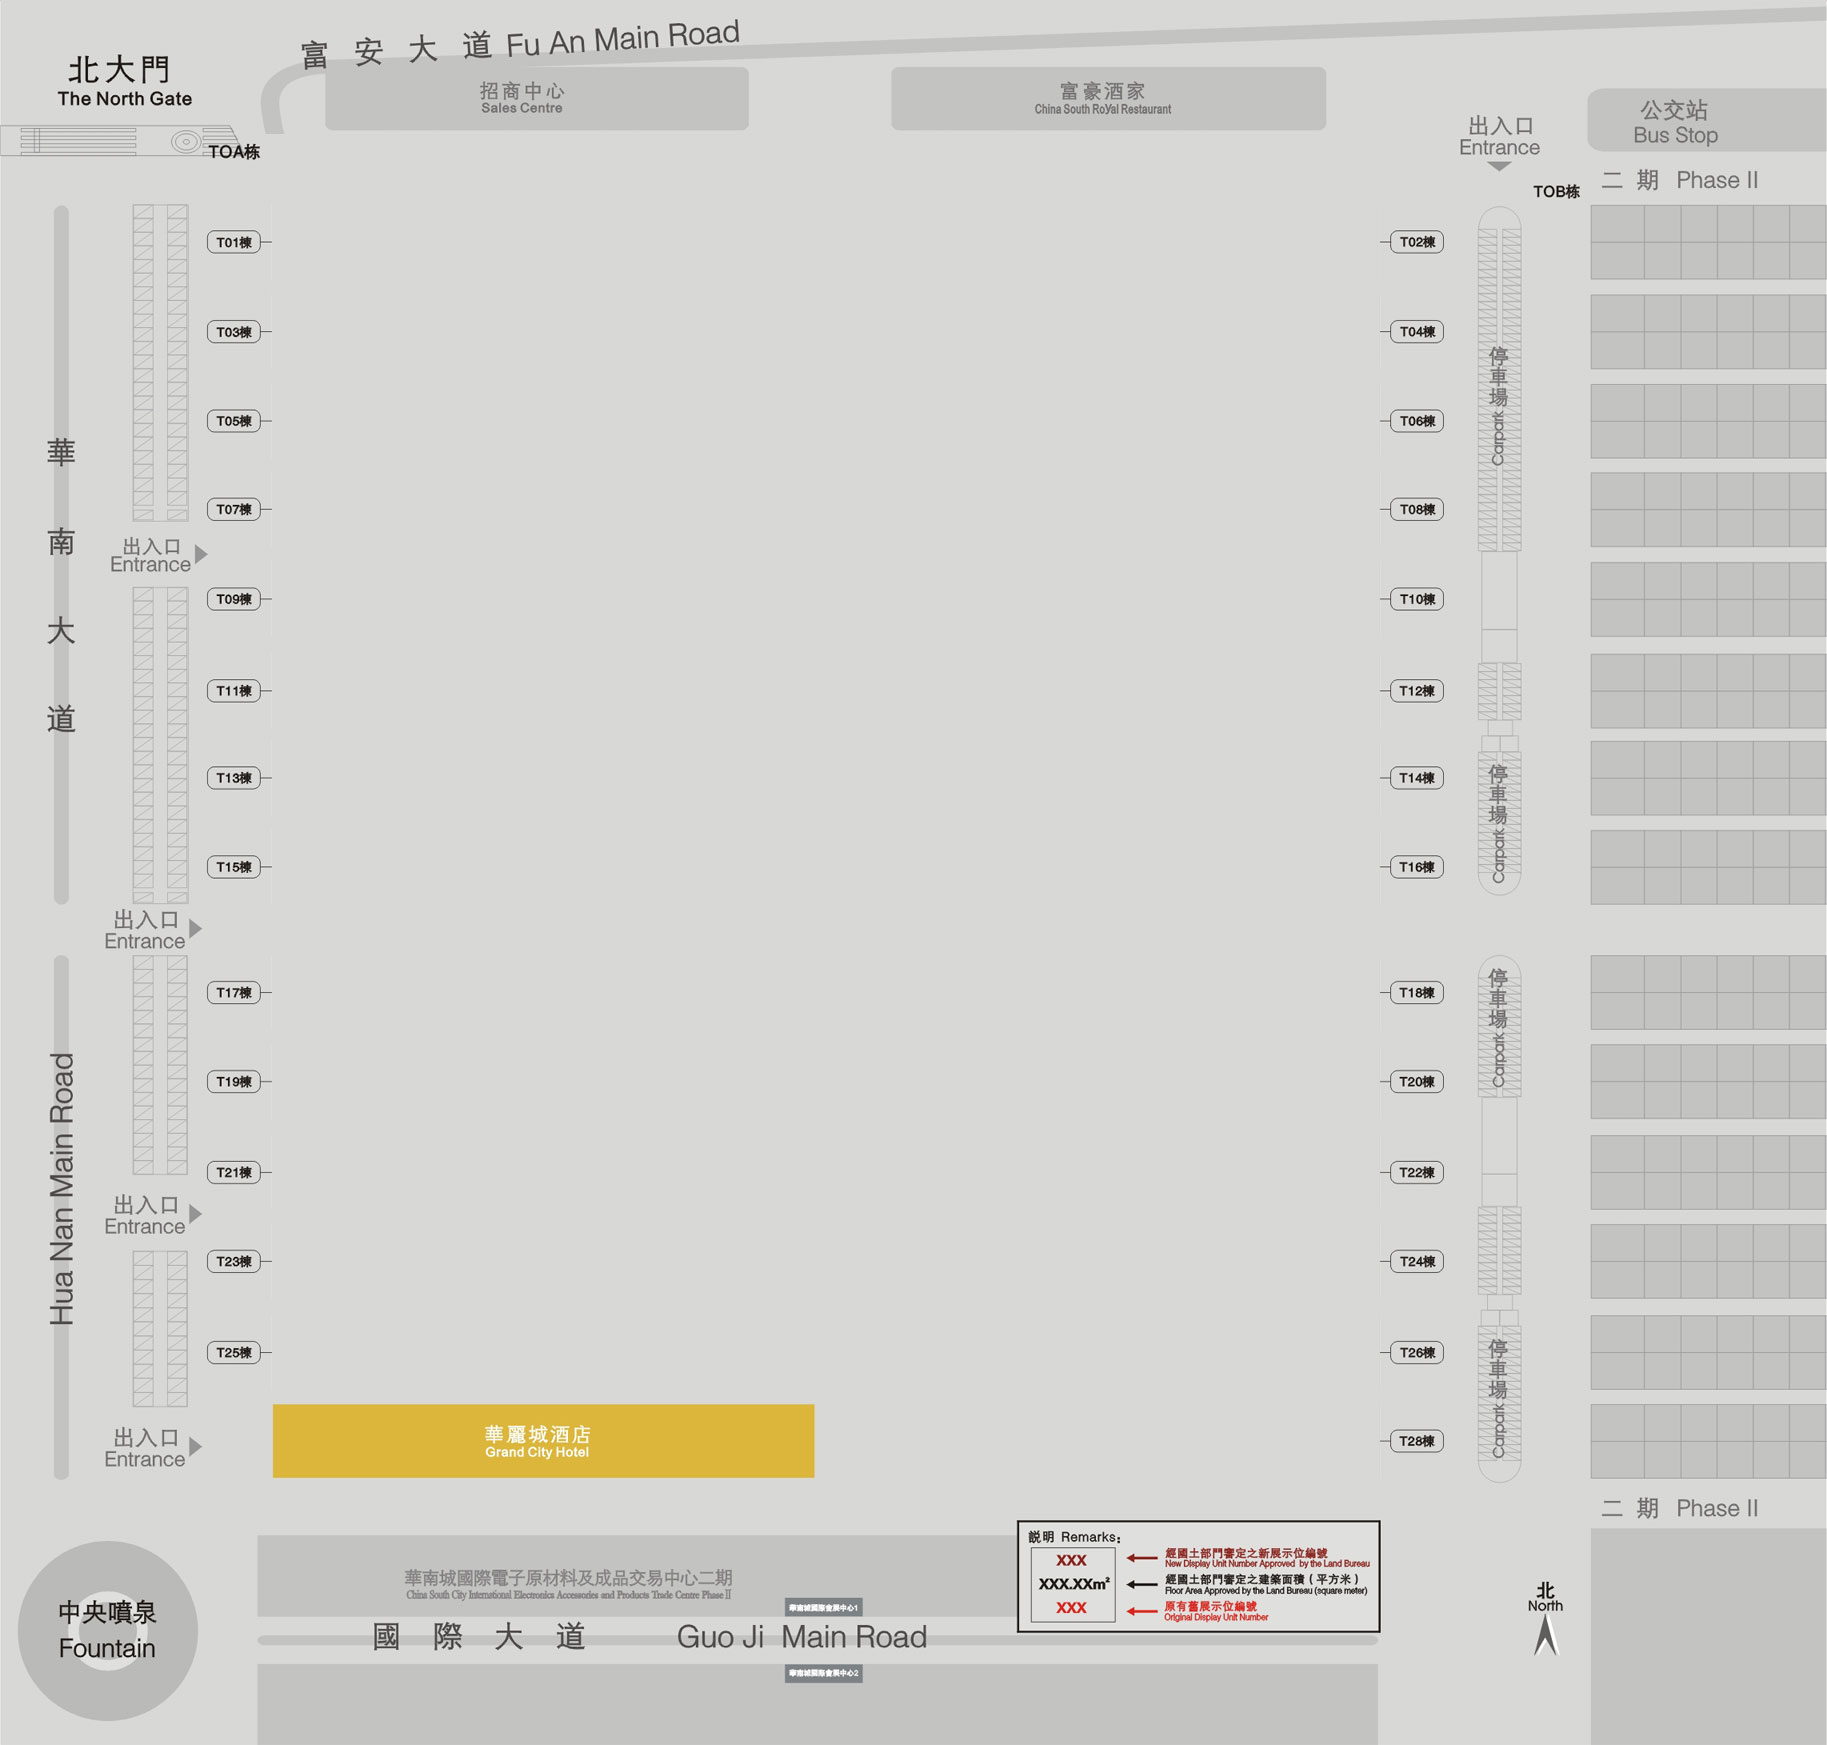 富安大道 Fu An Main Road
北大門
The North Gate
招商中心
Sales Centre
富豪酒家
China South RoYal Restaurant
公交站
Bus Stop
出入口
Entrance
TOA栋
二期 Phase II
TOB栋
T01棟
T02棟
T03棟
T04棟
停車場 Carpark
T05棟
T06棟
華南大道
T07棟
T08棟
出入口
Entrance
T09棟
T10棟
T11棟
T12棟
T13棟
T14棟
停車場 Carpark
T15棟
T16棟
出入口
Entrance
T17棟
T18棟
停車場 Carpark
Hua Nan Main Road
T19棟
T20棟
T21棟
T22棟
出入口
Entrance
T23棟
T24棟
T25棟
T26棟
停車場 Carpark
華麗城酒店
Grand City Hotel
出入口
Entrance
T28棟
二期 Phase II
説明 Remarks:
XXX
經國土部門審定之新展示位編號
New Display Unit Number Approved by the Land Bureau
XXX.XXm²
經國土部門審定之建築面積（平方米）
Floor Area Approved by the Land Bureau (square meter)
XXX
原有舊展示位編號
Original Display Unit Number
華南城國際電子原材料及成品交易中心二期
China South City International Electronics Accessories and Products Trade Centre Phase II
華南城國際會展中心1
國際大道 Guo Ji Main Road
華南城國際會展中心2
中央噴泉
Fountain
北
North